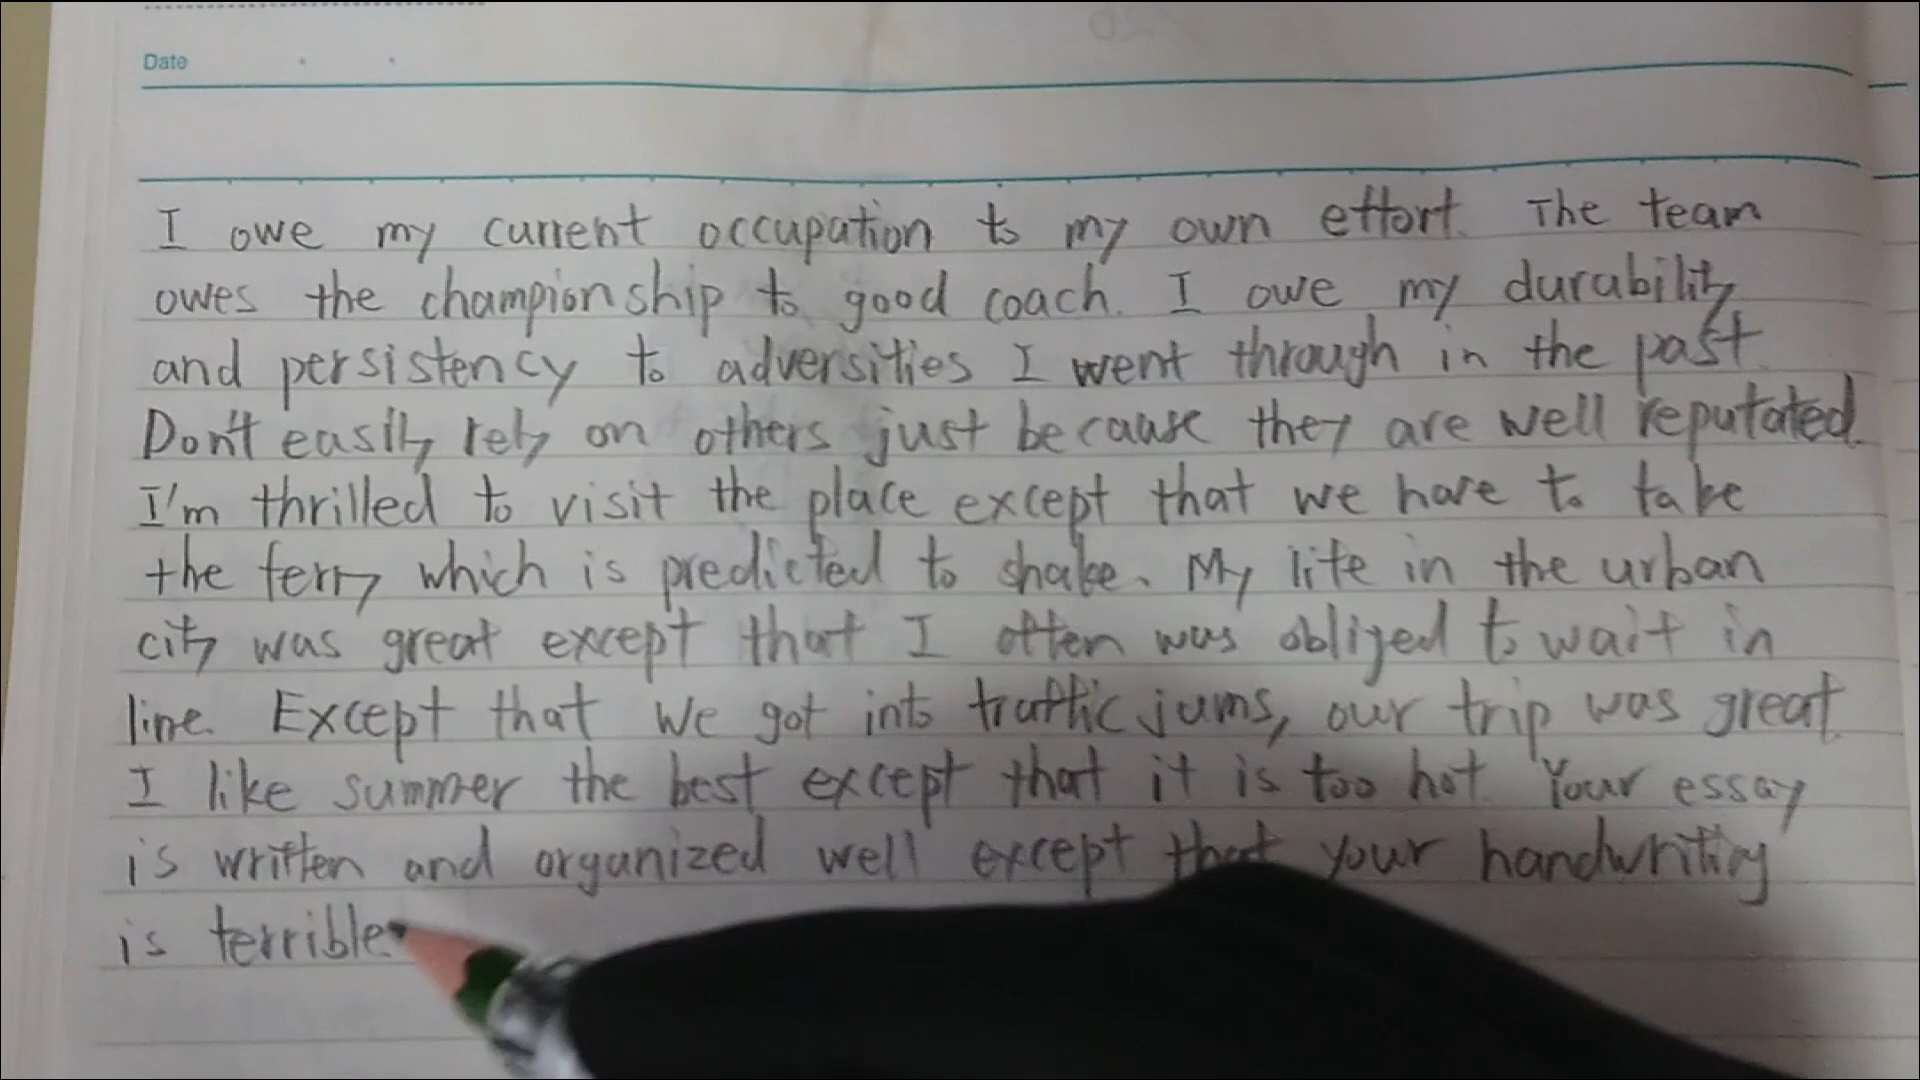 Date
I owe my current occupation to my own effort. The team
owes the championship to good coach. I owe my durability
and persistency to adversities I went through in the past.
Don't easily rely on others just because they are well reputated.
I'm thrilled to visit the place except that we have to take
the ferry which is predicted to shake. My life in the urban
city was great except that I often was obliged to wait in
line. Except that we got into traffic jams, our trip was great.
I like summer the best except that it is too hot. Your essay
is written and organized well except that your handwriting
is terrible.